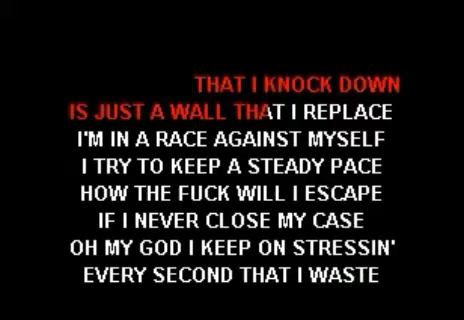 THAT I KNOCK DOWN
IS JUST A WALL THAT I REPLACE
I'M IN A RACE AGAINST MYSELF
I TRY TO KEEP A STEADY PACE
HOW THE FUCK WILL I ESCAPE
IF I NEVER CLOSE MY CASE
OH MY GOD I KEEP ON STRESSIN'
EVERY SECOND THAT I WASTE